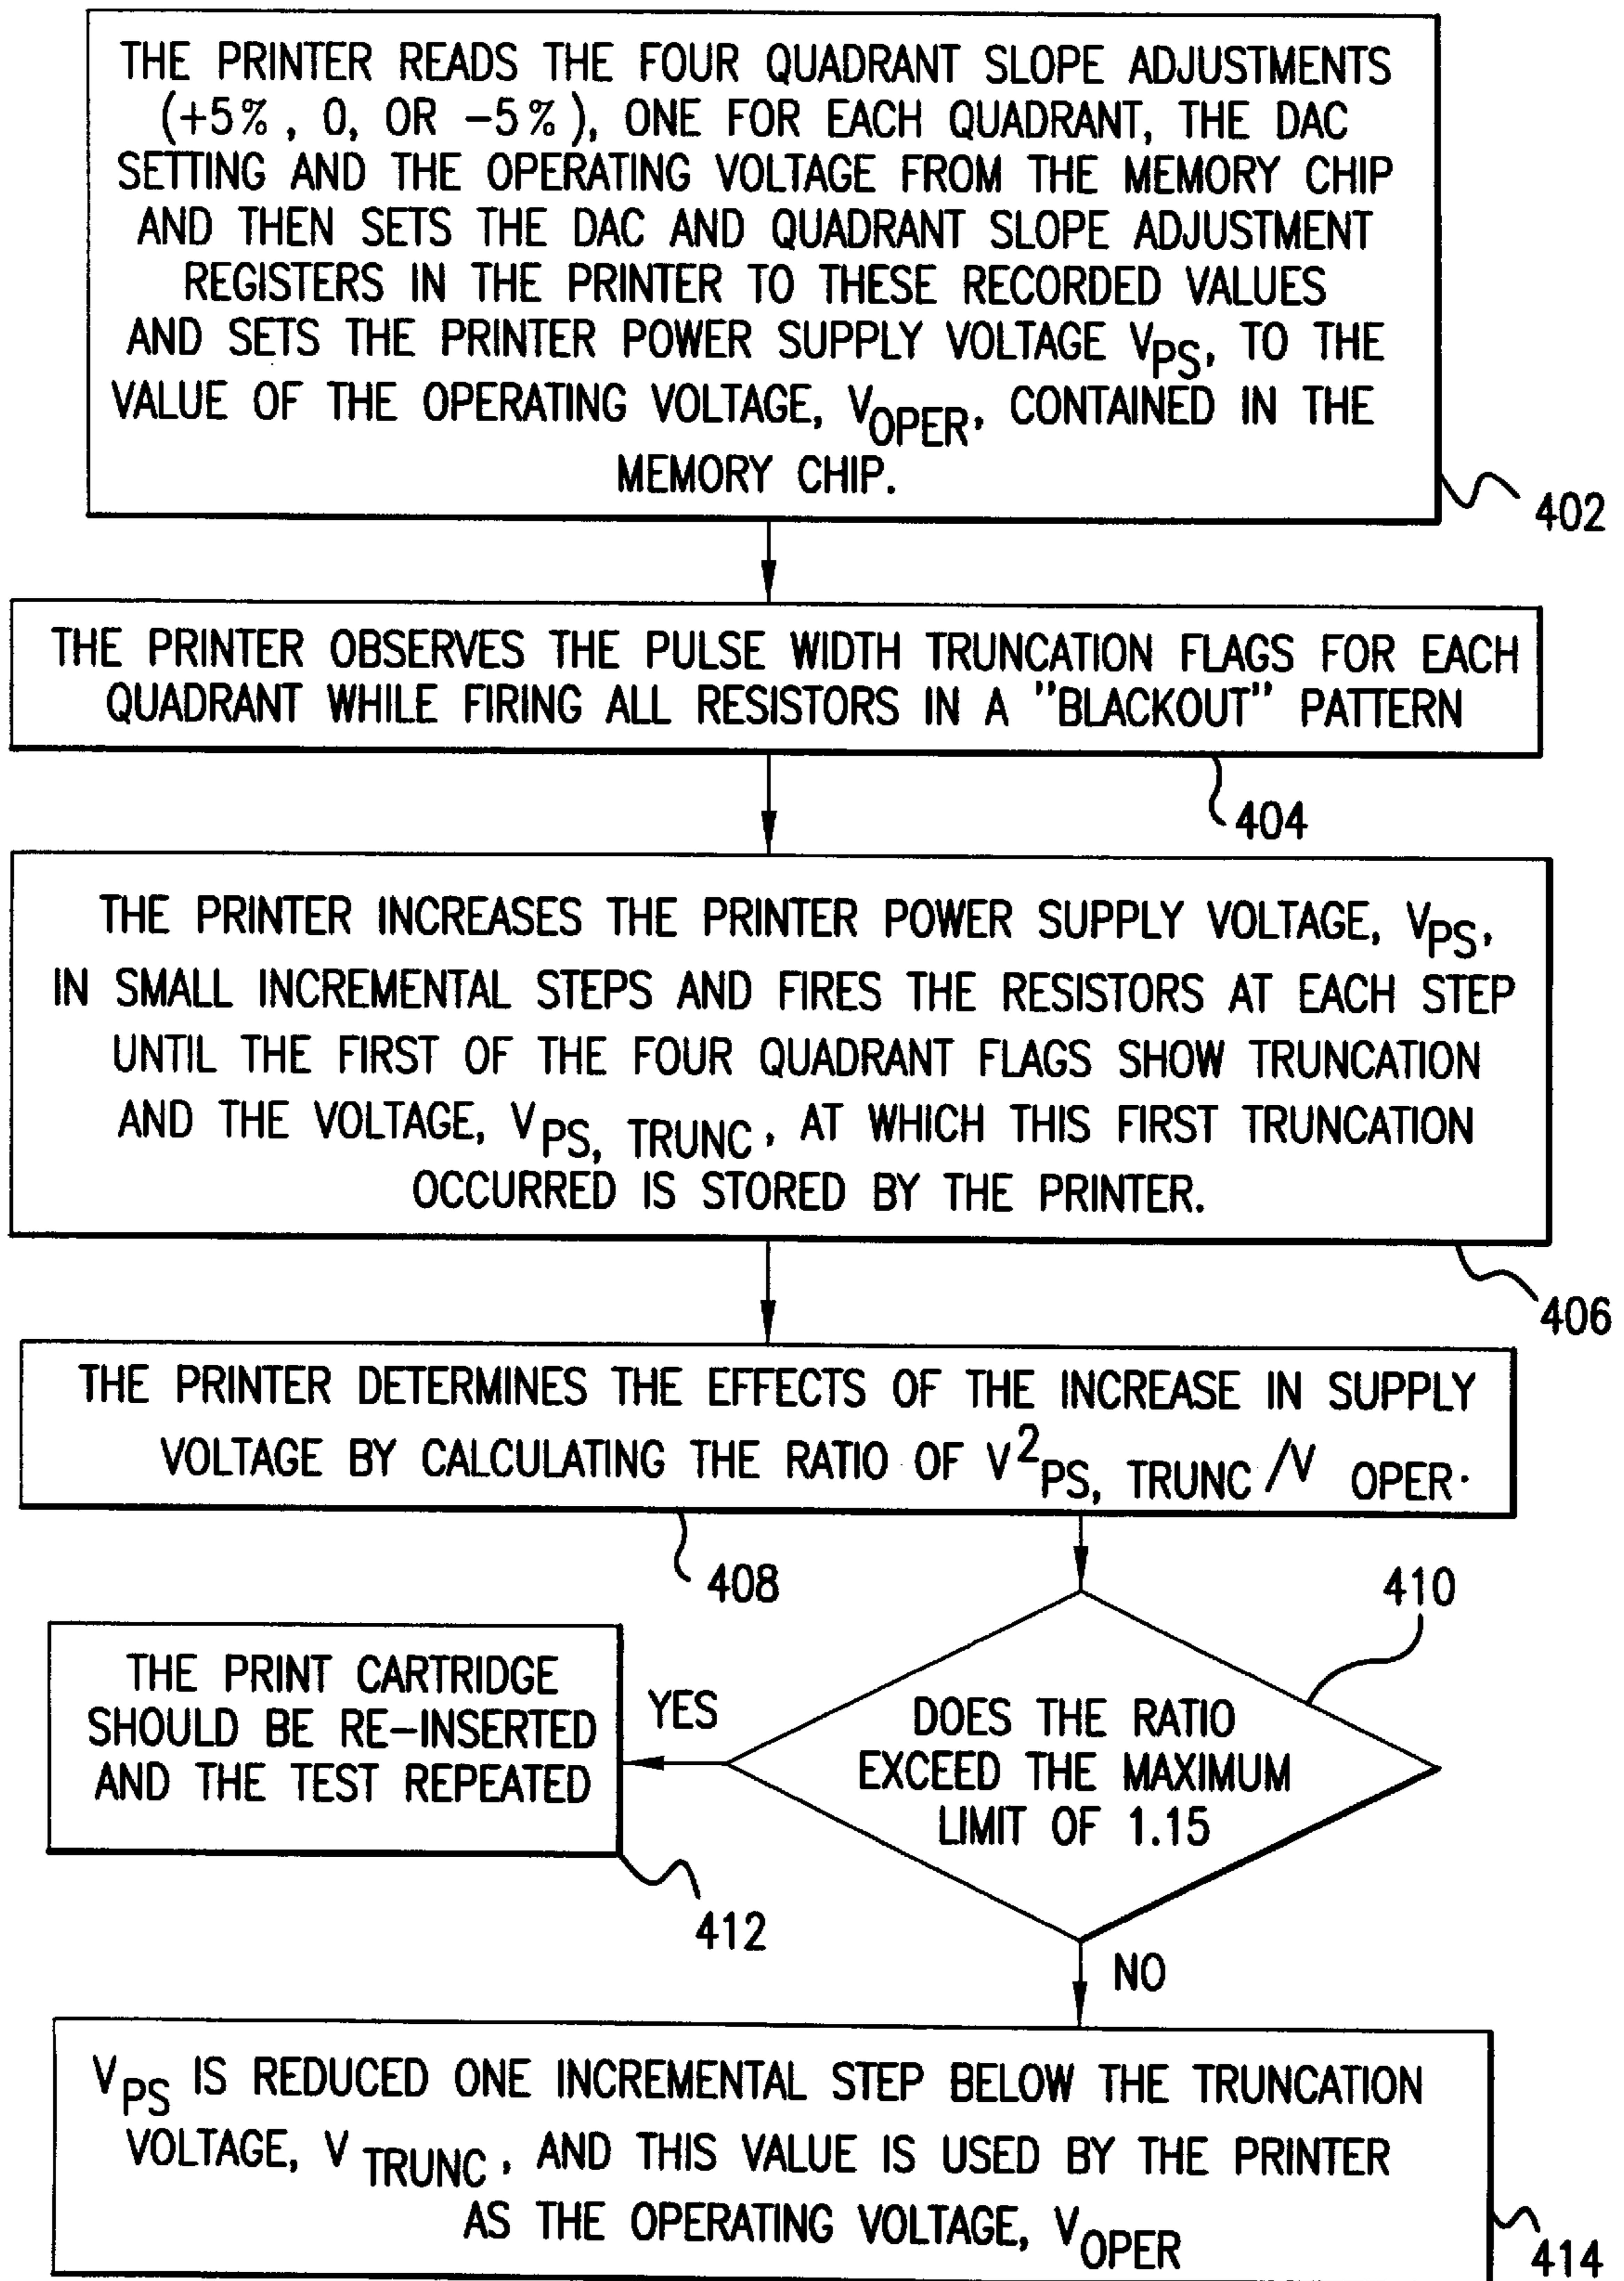 THE PRINTER READS THE FOUR QUADRANT SLOPE ADJUSTMENTS
(+5%, 0, OR -5%), ONE FOR EACH QUADRANT, THE DAC
SETTING AND THE OPERATING VOLTAGE FROM THE MEMORY CHIP
AND THEN SETS THE DAC AND QUADRANT SLOPE ADJUSTMENT
REGISTERS IN THE PRINTER TO THESE RECORDED VALUES
AND SETS THE PRINTER POWER SUPPLY VOLTAGE VPS, TO THE
VALUE OF THE OPERATING VOLTAGE, VOPER, CONTAINED IN THE
MEMORY CHIP.
402
THE PRINTER OBSERVES THE PULSE WIDTH TRUNCATION FLAGS FOR EACH
QUADRANT WHILE FIRING ALL RESISTORS IN A "BLACKOUT" PATTERN
404
THE PRINTER INCREASES THE PRINTER POWER SUPPLY VOLTAGE, VPS,
IN SMALL INCREMENTAL STEPS AND FIRES THE RESISTORS AT EACH STEP
UNTIL THE FIRST OF THE FOUR QUADRANT FLAGS SHOW TRUNCATION
AND THE VOLTAGE, VPS, TRUNC, AT WHICH THIS FIRST TRUNCATION
OCCURRED IS STORED BY THE PRINTER.
406
THE PRINTER DETERMINES THE EFFECTS OF THE INCREASE IN SUPPLY
VOLTAGE BY CALCULATING THE RATIO OF V²PS, TRUNC/V OPER.
408
410
DOES THE RATIO
EXCEED THE MAXIMUM
LIMIT OF 1.15
YES
THE PRINT CARTRIDGE
SHOULD BE RE-INSERTED
AND THE TEST REPEATED
412
NO
VPS IS REDUCED ONE INCREMENTAL STEP BELOW THE TRUNCATION
VOLTAGE, V TRUNC, AND THIS VALUE IS USED BY THE PRINTER
AS THE OPERATING VOLTAGE, VOPER
414